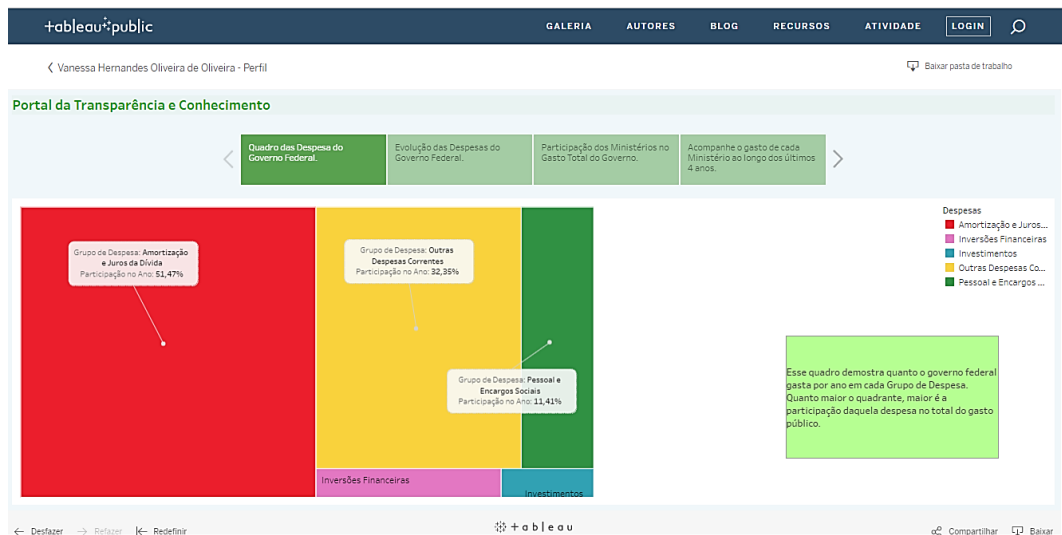 +ableau public
GALERIA AUTORES BLOG RECURSOS ATIVIDADE LOGIN
Vanessa Hernandes Oliveira de Oliveira - Perfil
Baixar pasta de trabalho
Portal da Transparência e Conhecimento
Quadro das Despesa do
Governo Federal.
Evolução das Despesas do
Governo Federal.
Participação dos Ministérios no
Gasto Total do Governo.
Acompanhe o gasto de cada
Ministério ao longo dos últimos
4 anos.
Grupo de Despesa: Amortização
e Juros da Dívida
Participação no Ano: 51,47%
Grupo de Despesa: Outras
Despesas Correntes
Participação no Ano: 32,35%
Grupo de Despesa: Pessoal e
Encargos Sociais
Participação no Ano: 11,41%
Inversões Financeiras
Investimentos
Despesas
Amortização e Juros...
Inversões Financeiras
Investimentos
Outras Despesas Co...
Pessoal e Encargos ...
Esse quadro demostra quanto o governo federal
gasta por ano em cada Grupo de Despesa.
Quanto maior o quadrante, maior é a
participação daquela despesa no total do gasto
público.
Desfazer Refazer Redefinir
+ableau
Compartilhar Baixar